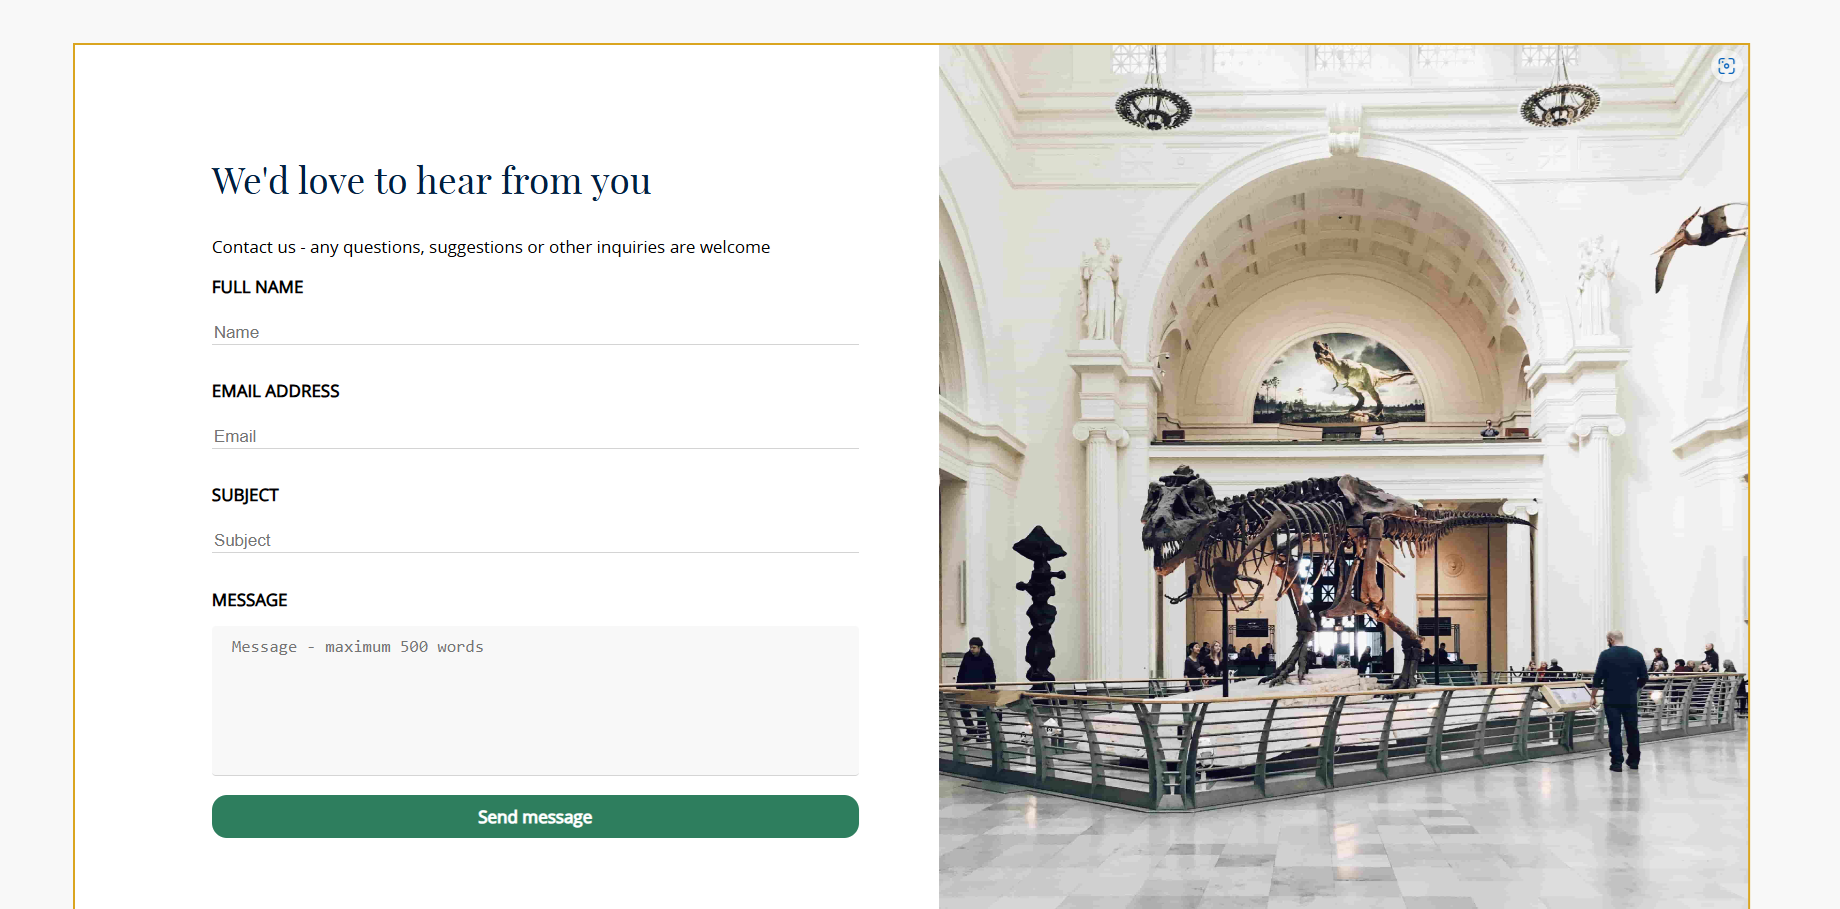 We'd love to hear from you
Contact us - any questions, suggestions or other inquiries are welcome
FULL NAME
Name
EMAIL ADDRESS
Email
SUBJECT
Subject
MESSAGE
Message - maximum 500 words
Send message